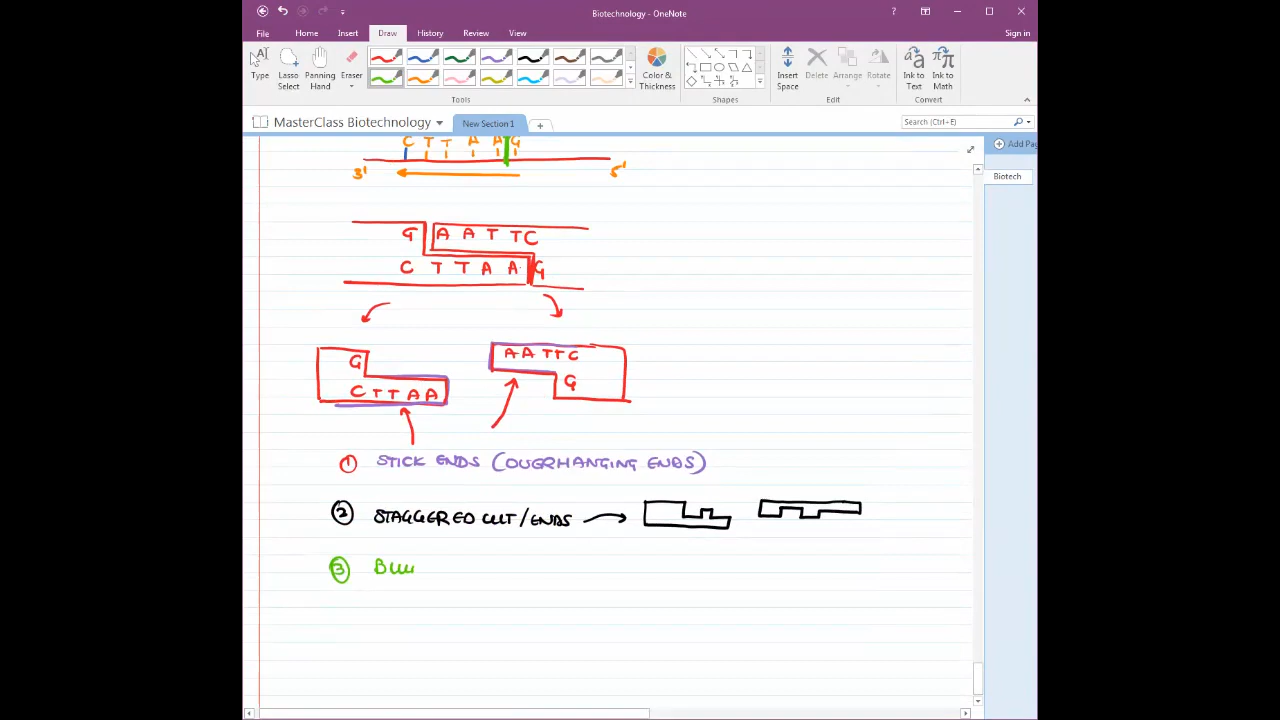 Biotechnology - OneNote
?
File Home Insert Draw History Review View
Sign in
Type Lasso Select Panning Hand Eraser
Color & Thickness
Insert Space Delete Arrange Rotate
Ink to Text Ink to Math
Tools Shapes Edit Convert
MasterClass Biotechnology New Section 1
Search (Ctrl+E)
Add Pag
Biotech
C T T A A G
3' 5'
G A A T T C
C T T A A G
G A A T T C
C T T A A G
1 STICK ENDS (OVERHANGING ENDS)
2 STAGGERED CUT/ENDS
3